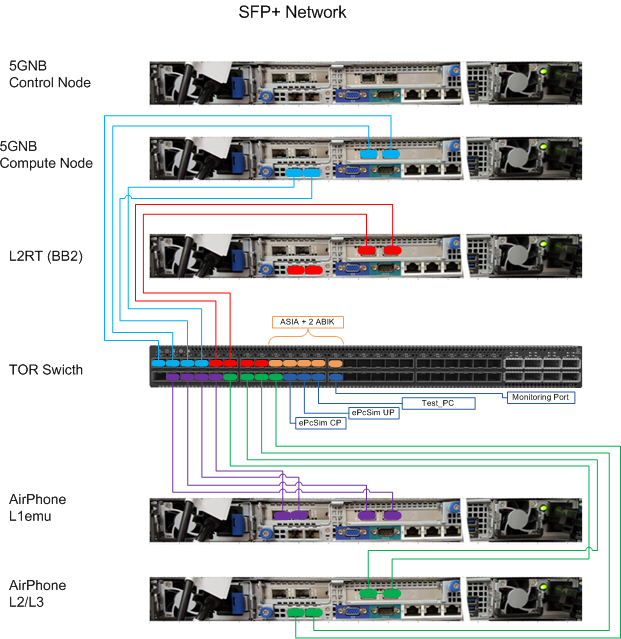 SFP+ Network
5GNB
Control Node
5GNB
Compute Node
L2RT (BB2)
ASIA + 2 ABIK
TOR Swicth
Monitoring Port
Test_PC
ePcSim UP
ePcSim CP
AirPhone
L1emu
AirPhone
L2/L3